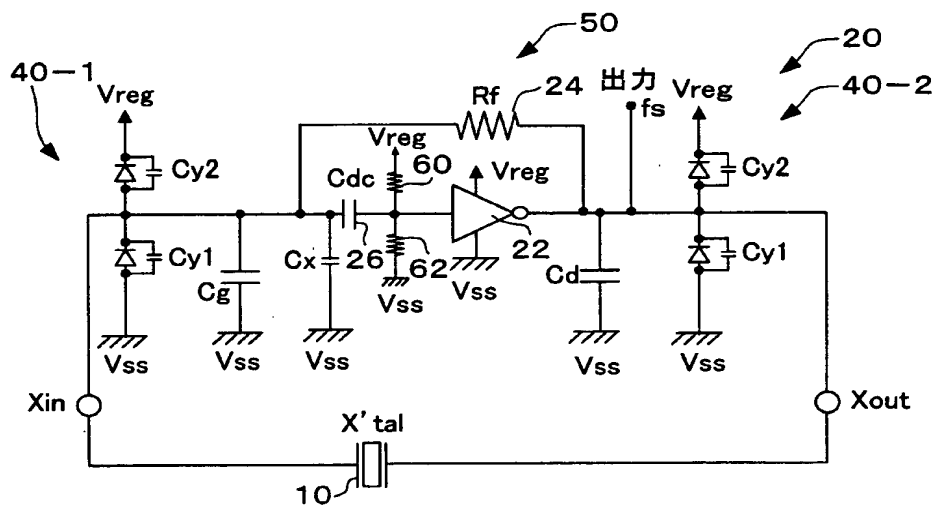 50
20
40-1
40-2
Vreg
Rf
24
出力
fs
Vreg
Cy2
Vreg
60
Vreg
Cy2
Cdc
Cy1
Cg
Cx
26
62
22
Cd
Cy1
Vss
Vss
Vss
Vss
Vss
Vss
Vss
Xin
Xout
X'tal
10